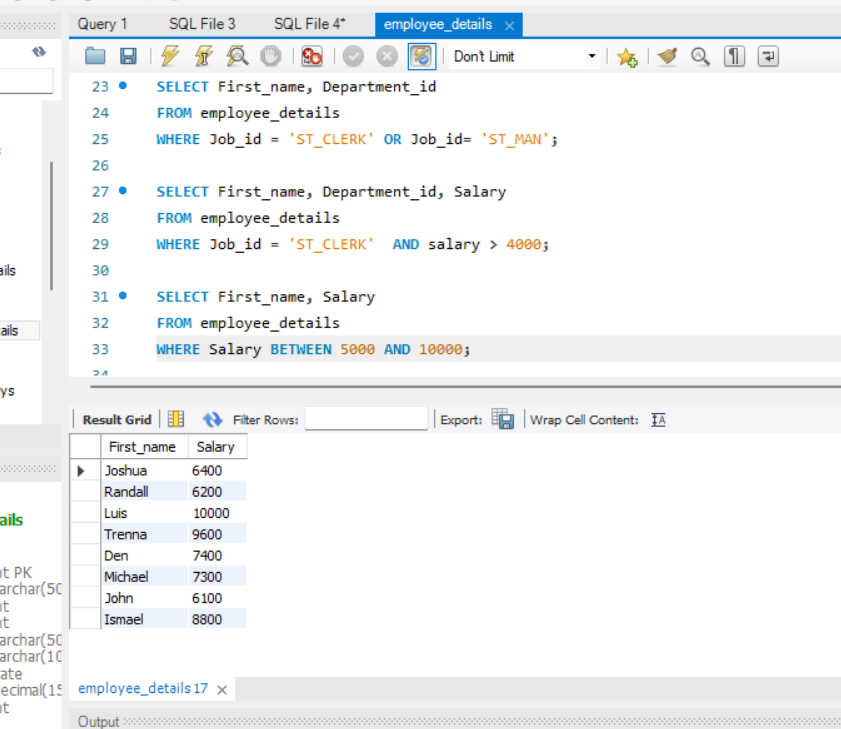 Query 1 SQL File 3 SQL File 4* employee_details ×
Don't Limit
23 SELECT First_name, Department_id
24 FROM employee_details
25 WHERE Job_id = 'ST_CLERK' OR Job_id= 'ST_MAN';
26
27 SELECT First_name, Department_id, Salary
28 FROM employee_details
29 WHERE Job_id = 'ST_CLERK'  AND salary > 4000;
30
31 SELECT First_name, Salary
32 FROM employee_details
33 WHERE Salary BETWEEN 5000 AND 10000;
34
ails
ails
ys
Result Grid Filter Rows: Export: Wrap Cell Content: IA
First_name Salary
Joshua 6400
Randall 6200
Luis 10000
Trenna 9600
Den 7400
Michael 7300
John 6100
Ismael 8800
ails
nt PK
archar(50
nt
nt
archar(50
archar(10
ate
ecimal(15
nt
employee_details 17 ×
Output